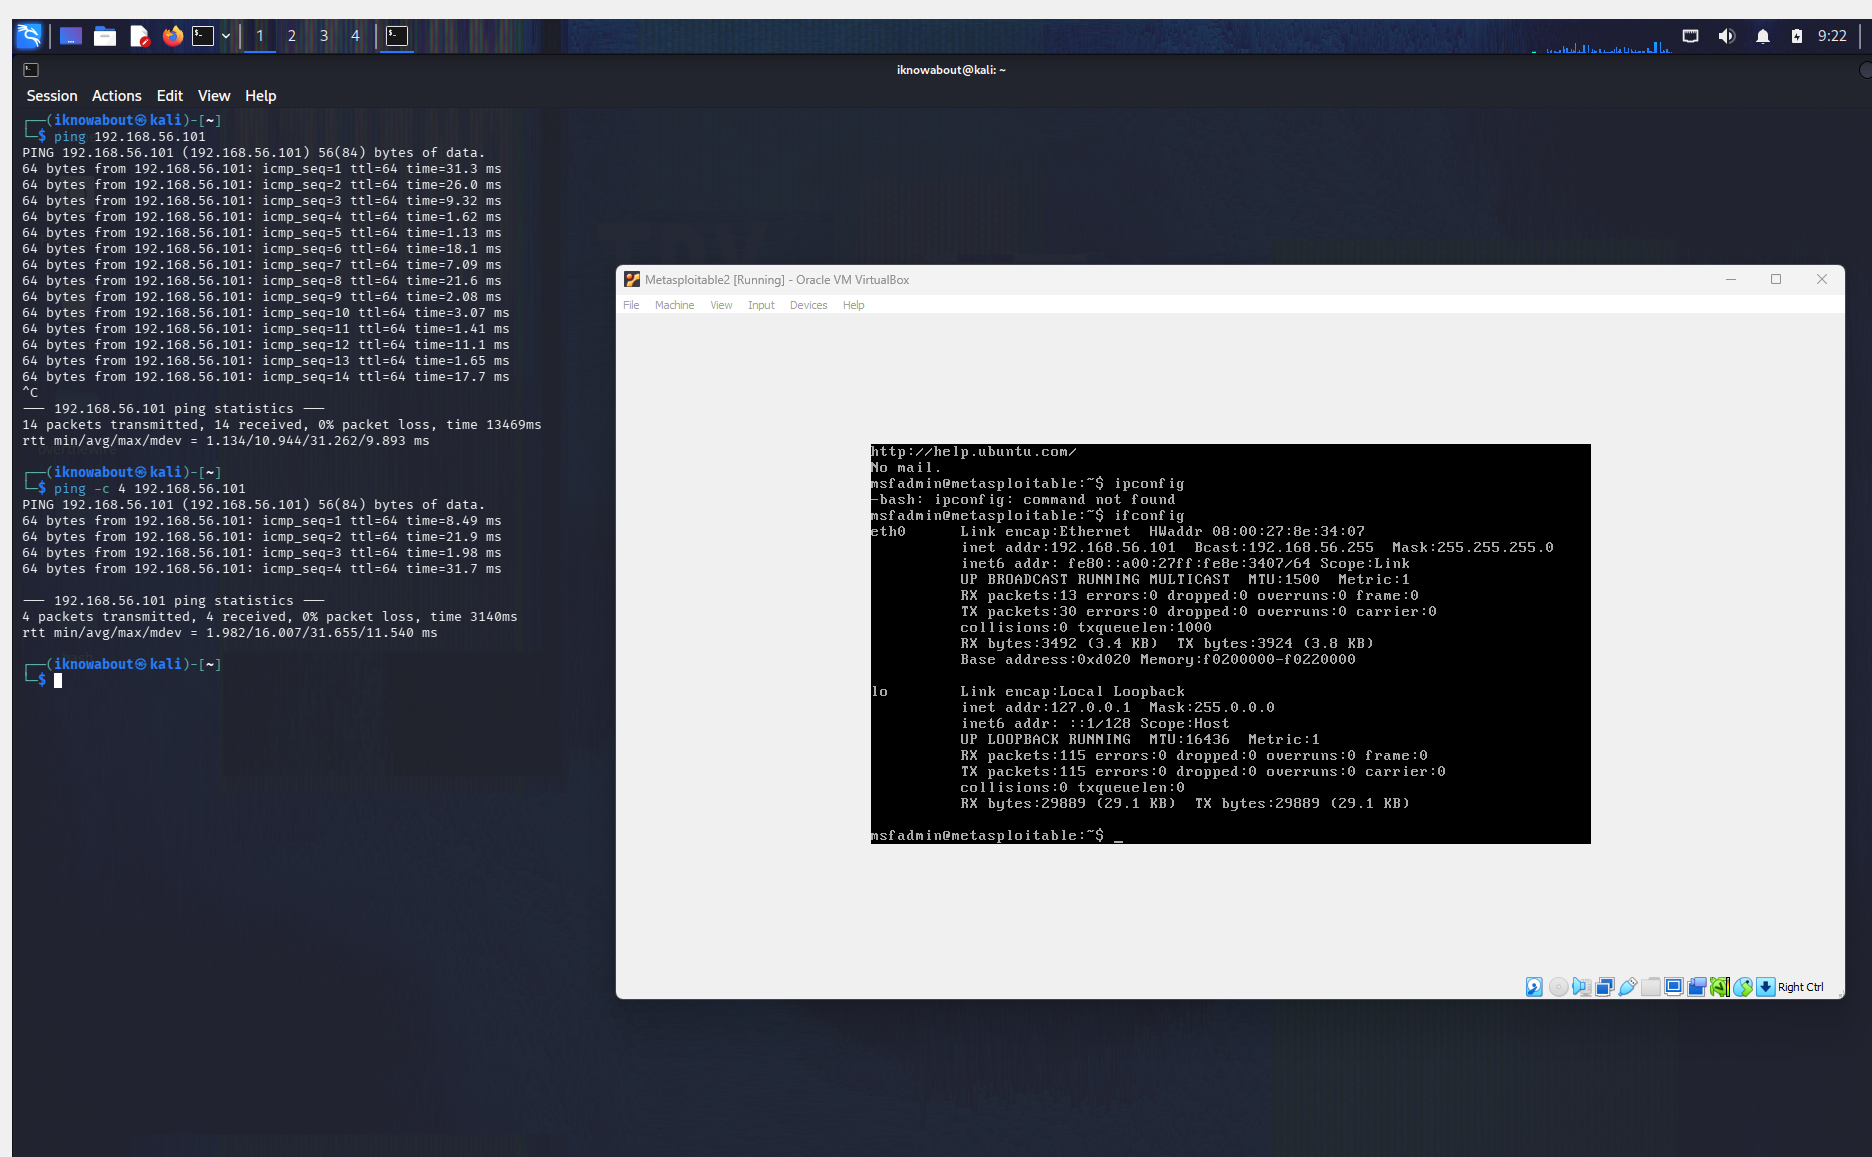 1 2 3 4
9:22
iknowabout@kali: ~
Session Actions Edit View Help
┌──(iknowabout㉿kali)-[~]
└─$ ping 192.168.56.101
PING 192.168.56.101 (192.168.56.101) 56(84) bytes of data.
64 bytes from 192.168.56.101: icmp_seq=1 ttl=64 time=31.3 ms
64 bytes from 192.168.56.101: icmp_seq=2 ttl=64 time=26.0 ms
64 bytes from 192.168.56.101: icmp_seq=3 ttl=64 time=9.32 ms
64 bytes from 192.168.56.101: icmp_seq=4 ttl=64 time=1.62 ms
64 bytes from 192.168.56.101: icmp_seq=5 ttl=64 time=1.13 ms
64 bytes from 192.168.56.101: icmp_seq=6 ttl=64 time=18.1 ms
64 bytes from 192.168.56.101: icmp_seq=7 ttl=64 time=7.09 ms
64 bytes from 192.168.56.101: icmp_seq=8 ttl=64 time=21.6 ms
64 bytes from 192.168.56.101: icmp_seq=9 ttl=64 time=2.08 ms
64 bytes from 192.168.56.101: icmp_seq=10 ttl=64 time=3.07 ms
64 bytes from 192.168.56.101: icmp_seq=11 ttl=64 time=1.41 ms
64 bytes from 192.168.56.101: icmp_seq=12 ttl=64 time=11.1 ms
64 bytes from 192.168.56.101: icmp_seq=13 ttl=64 time=1.65 ms
64 bytes from 192.168.56.101: icmp_seq=14 ttl=64 time=17.7 ms
^C
--- 192.168.56.101 ping statistics ---
14 packets transmitted, 14 received, 0% packet loss, time 13469ms
rtt min/avg/max/mdev = 1.134/10.944/31.262/9.893 ms
┌──(iknowabout㉿kali)-[~]
└─$ ping -c 4 192.168.56.101
PING 192.168.56.101 (192.168.56.101) 56(84) bytes of data.
64 bytes from 192.168.56.101: icmp_seq=1 ttl=64 time=8.49 ms
64 bytes from 192.168.56.101: icmp_seq=2 ttl=64 time=21.9 ms
64 bytes from 192.168.56.101: icmp_seq=3 ttl=64 time=1.98 ms
64 bytes from 192.168.56.101: icmp_seq=4 ttl=64 time=31.7 ms
--- 192.168.56.101 ping statistics ---
4 packets transmitted, 4 received, 0% packet loss, time 3140ms
rtt min/avg/max/mdev = 1.982/16.007/31.655/11.540 ms
┌──(iknowabout㉿kali)-[~]
└─$
Metasploitable2 [Running] - Oracle VM VirtualBox
File Machine View Input Devices Help
http://help.ubuntu.com/
No mail.
msfadmin@metasploitable:~$ ipconfig
-bash: ipconfig: command not found
msfadmin@metasploitable:~$ ifconfig
eth0 Link encap:Ethernet HWaddr 08:00:27:8e:34:07
inet addr:192.168.56.101 Bcast:192.168.56.255 Mask:255.255.255.0
inet6 addr: fe80::a00:27ff:fe8e:3407/64 Scope:Link
UP BROADCAST RUNNING MULTICAST MTU:1500 Metric:1
RX packets:13 errors:0 dropped:0 overruns:0 frame:0
TX packets:30 errors:0 dropped:0 overruns:0 carrier:0
collisions:0 txqueuelen:1000
RX bytes:3492 (3.4 KB) TX bytes:3924 (3.8 KB)
Base address:0xd020 Memory:f0200000-f0220000
lo Link encap:Local Loopback
inet addr:127.0.0.1 Mask:255.0.0.0
inet6 addr: ::1/128 Scope:Host
UP LOOPBACK RUNNING MTU:16436 Metric:1
RX packets:115 errors:0 dropped:0 overruns:0 frame:0
TX packets:115 errors:0 dropped:0 overruns:0 carrier:0
collisions:0 txqueuelen:0
RX bytes:29889 (29.1 KB) TX bytes:29889 (29.1 KB)
msfadmin@metasploitable:~$ _
Right Ctrl